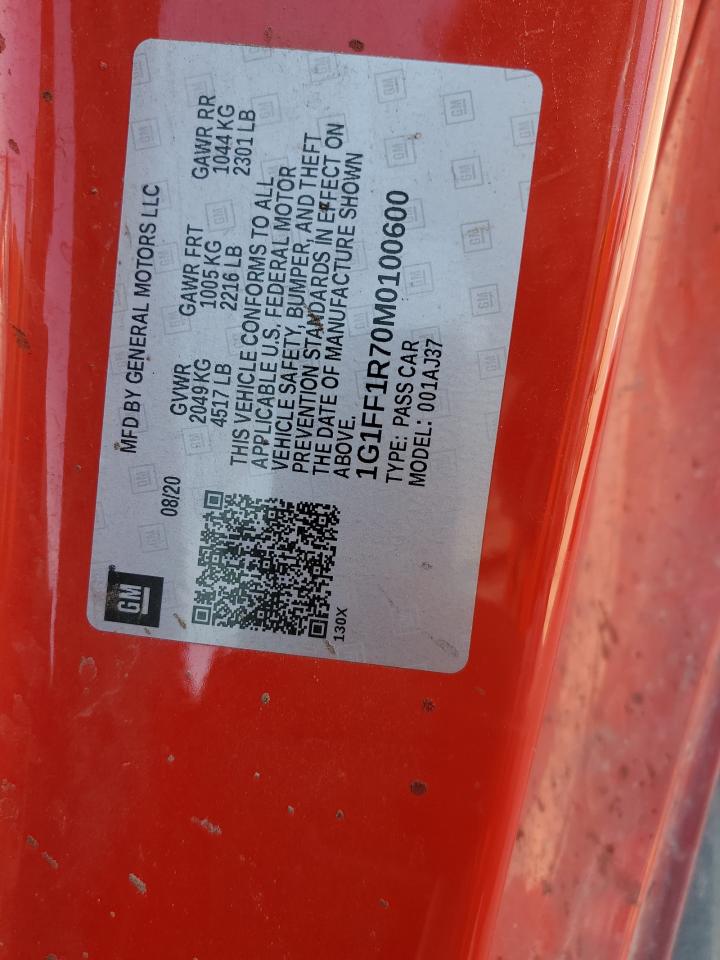 GM
08/20
MFD BY GENERAL MOTORS LLC
GVWR GAWR FRT GAWR RR
2049 KG 1005 KG 1044 KG
4517 LB 2216 LB 2301 LB
THIS VEHICLE CONFORMS TO ALL
APPLICABLE U.S. FEDERAL MOTOR
VEHICLE SAFETY, BUMPER, AND THEFT
PREVENTION STANDARDS IN EFFECT ON
THE DATE OF MANUFACTURE SHOWN
ABOVE.
1G1FF1R70M0100600
TYPE: PASS CAR
MODEL: 001AJ37
130X